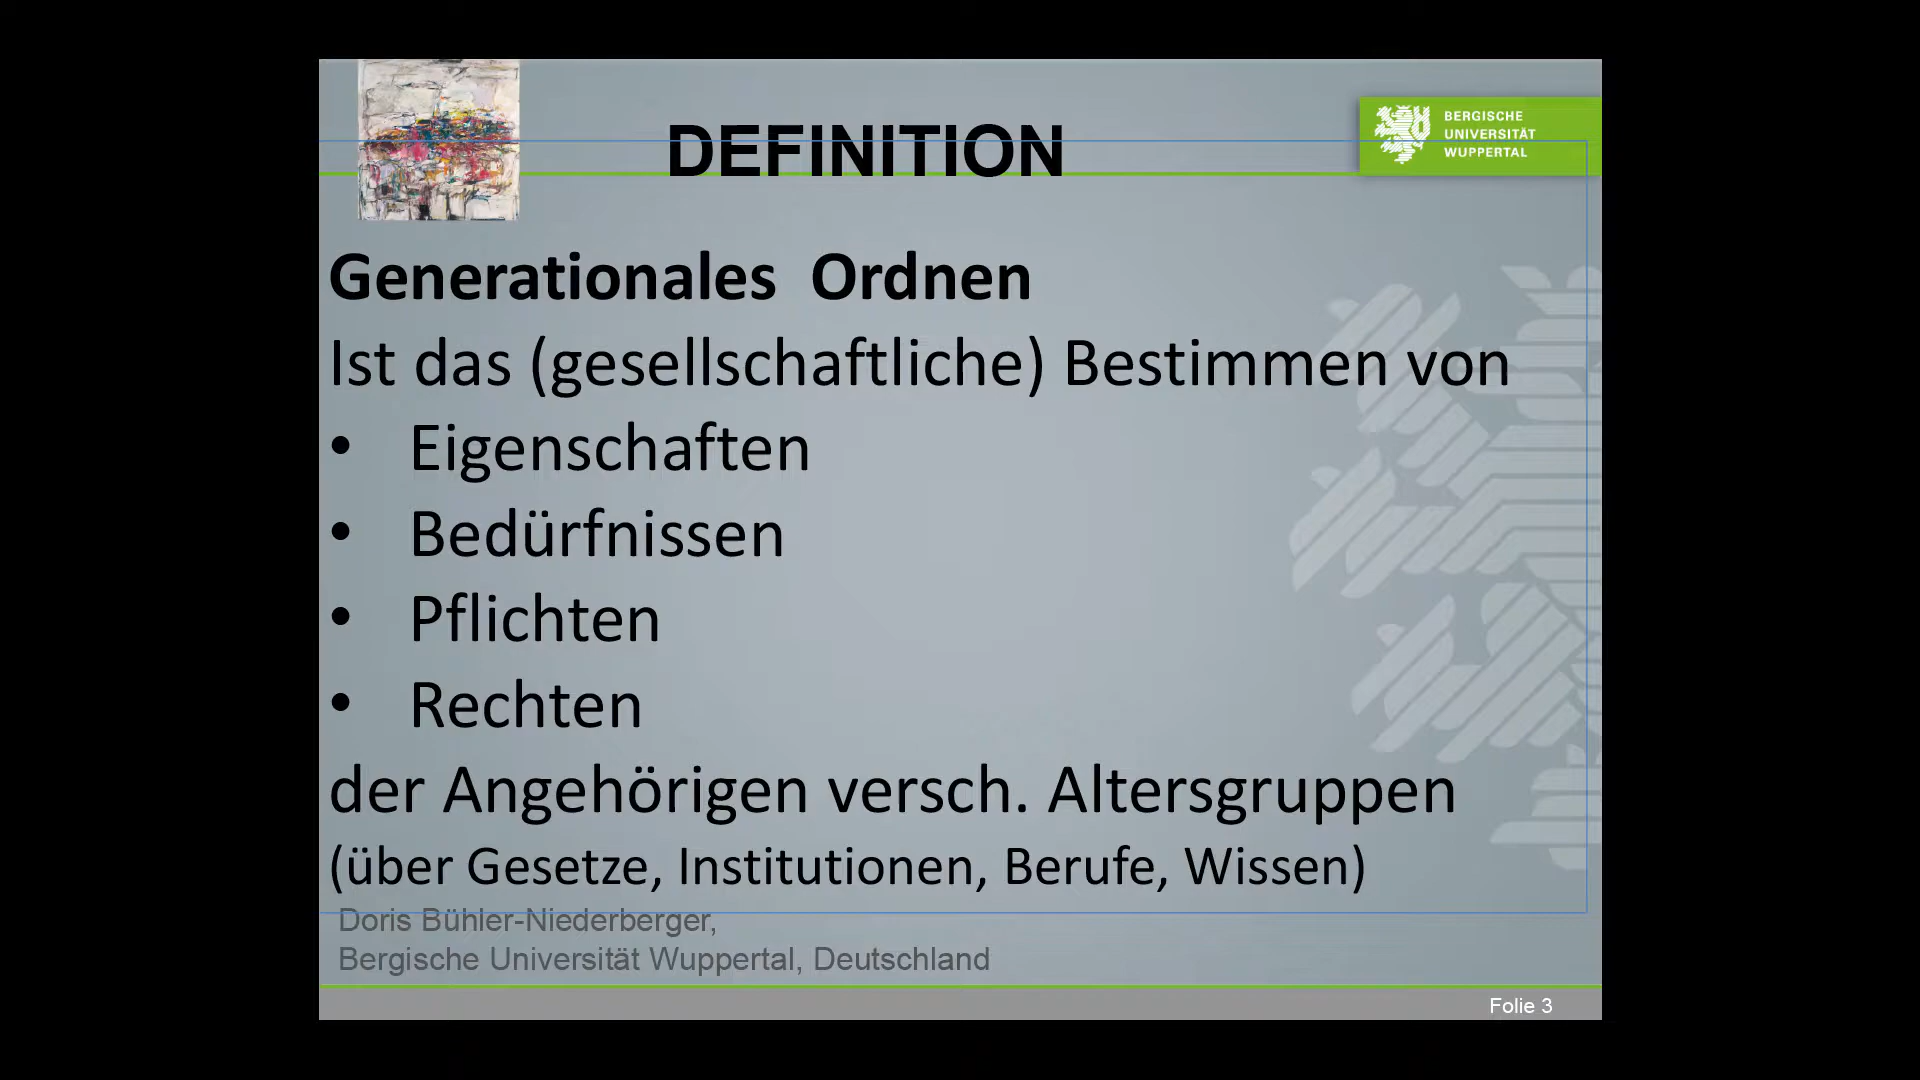 DEFINITION
BERGISCHE
UNIVERSITÄT
WUPPERTAL
Generationales Ordnen
Ist das (gesellschaftliche) Bestimmen von
• Eigenschaften
• Bedürfnissen
• Pflichten
• Rechten
der Angehörigen versch. Altersgruppen
(über Gesetze, Institutionen, Berufe, Wissen)
Doris Bühler-Niederberger,
Bergische Universität Wuppertal, Deutschland
Folie 3